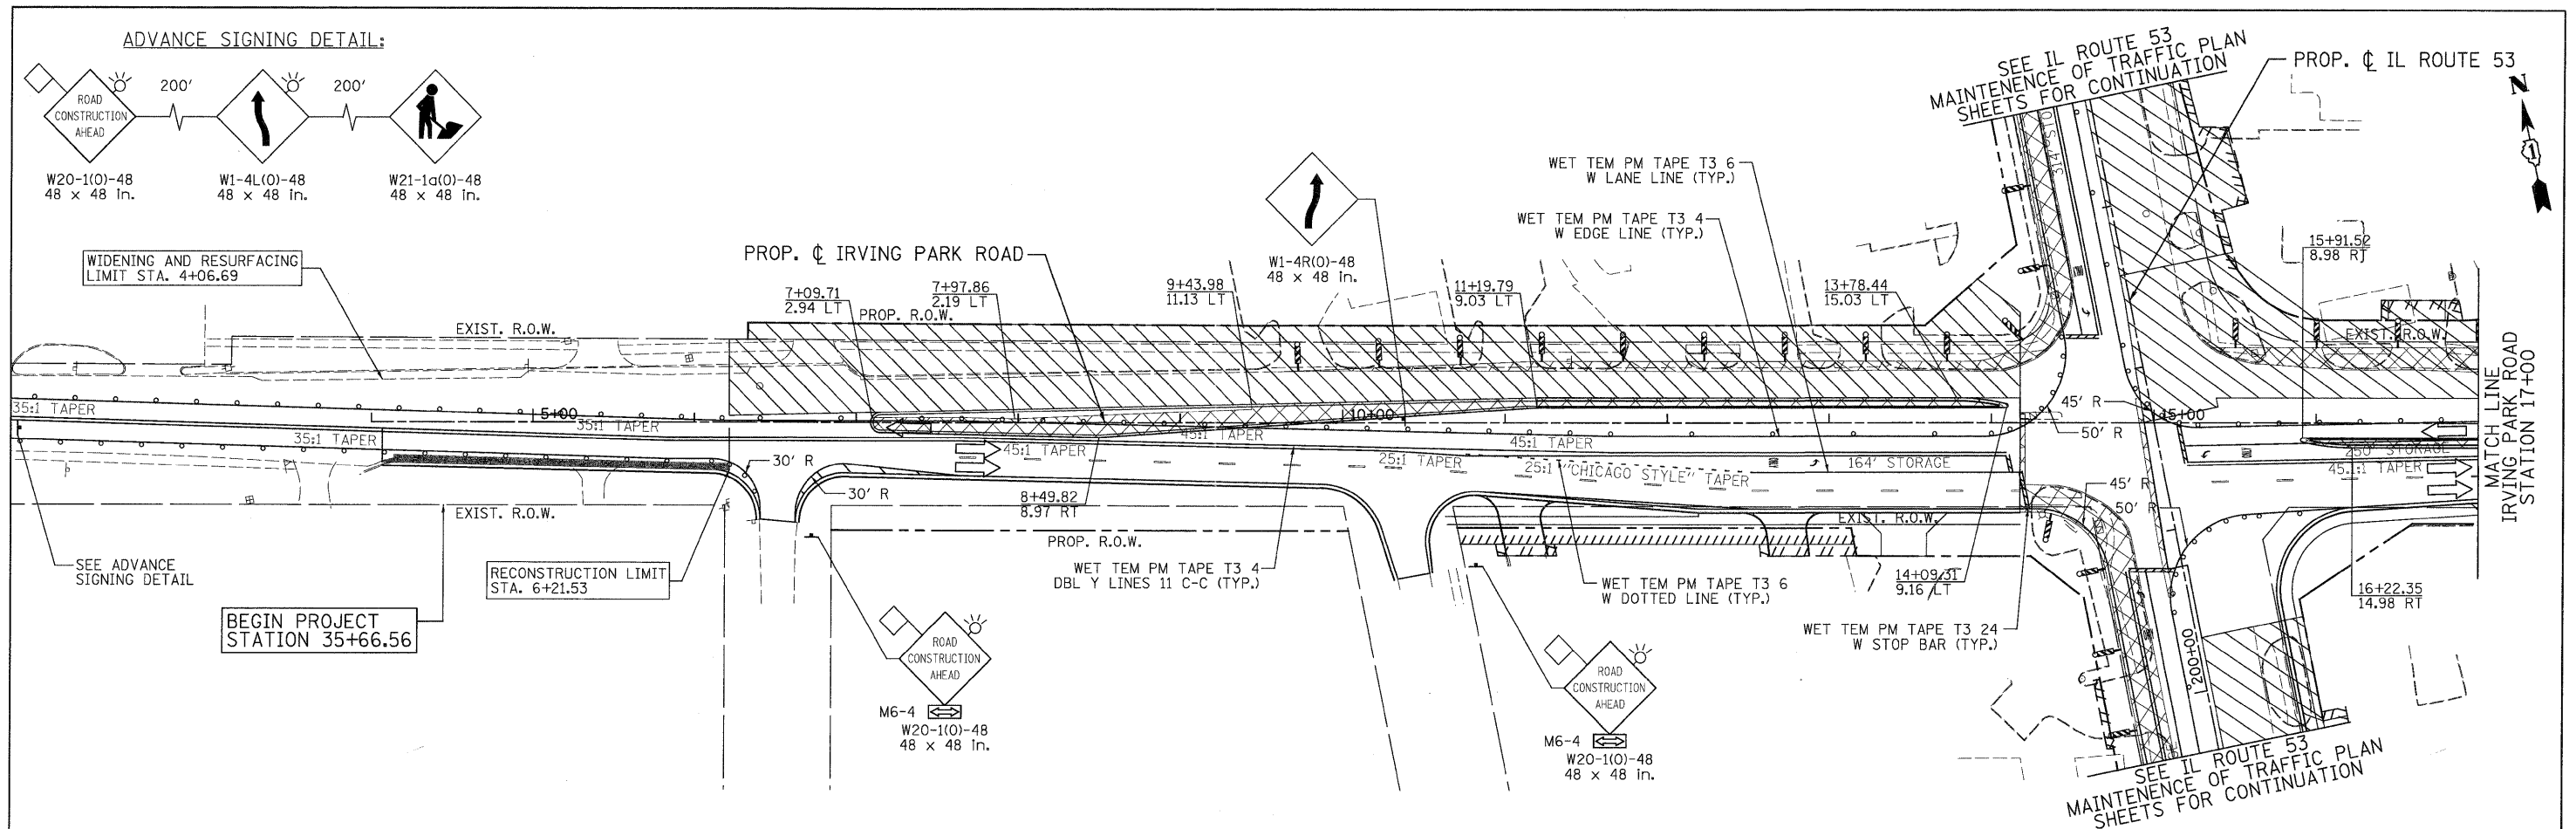 ADVANCE SIGNING DETAIL:
200'
200'
ROAD
CONSTRUCTION
AHEAD
W20-1(O)-48
48 x 48 in.
W1-4L(O)-48
48 x 48 in.
W21-1a(O)-48
48 x 48 in.
SEE IL ROUTE 53
MAINTENENCE OF TRAFFIC PLAN
SHEETS FOR CONTINUATION
PROP. ℄ IL ROUTE 53
N
1
WIDENING AND RESURFACING
LIMIT STA. 4+06.69
PROP. ℄ IRVING PARK ROAD
W1-4R(O)-48
48 x 48 in.
WET TEM PM TAPE T3 6
W LANE LINE (TYP.)
WET TEM PM TAPE T3 4
W EDGE LINE (TYP.)
7+09.71
2.94 LT
7+97.86
2.19 LT
9+43.98
11.13 LT
11+19.79
9.03 LT
13+78.44
15.03 LT
15+91.52
8.98 RT
EXIST. R.O.W.
PROP. R.O.W.
EXIST. R.O.W.
35:1 TAPER
5+00
35:1 TAPER
35:1 TAPER
10+00
45:1 TAPER
45:1 TAPER
45:1 TAPER
25:1 TAPER
25:1 "CHICAGO STYLE" TAPER
164' STORAGE
45' R
50' R
15+00
250' STORAGE
45:1 TAPER
30' R
30' R
8+49.82
8.97 RT
45' R
50' R
MATCH LINE
IRVING PARK ROAD
STATION 17+00
EXIST. R.O.W.
EXIST. R.O.W.
PROP. R.O.W.
SEE ADVANCE
SIGNING DETAIL
RECONSTRUCTION LIMIT
STA. 6+21.53
BEGIN PROJECT
STATION 35+66.56
WET TEM PM TAPE T3 4
DBL Y LINES 11 C-C (TYP.)
WET TEM PM TAPE T3 6
W DOTTED LINE (TYP.)
14+09.31
9.16 LT
WET TEM PM TAPE T3 24
W STOP BAR (TYP.)
16+22.35
14.98 RT
200+00
ROAD
CONSTRUCTION
AHEAD
M6-4
W20-1(O)-48
48 x 48 in.
ROAD
CONSTRUCTION
AHEAD
M6-4
W20-1(O)-48
48 x 48 in.
SEE IL ROUTE 53
MAINTENENCE OF TRAFFIC PLAN
SHEETS FOR CONTINUATION